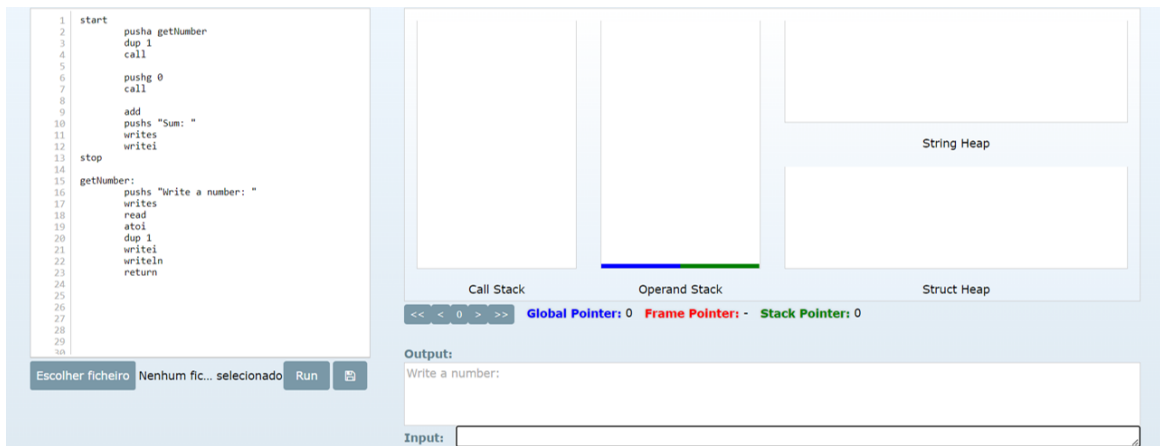 1 start
2 pusha getNumber
3 dup 1
4 call
5
6 pushg 0
7 call
8
9 add
10 pushs "Sum: "
11 writes
12 writei
13 stop
14
15 getNumber:
16 pushs "Write a number: "
17 writes
18 read
19 atoi
20 dup 1
21 writei
22 writeln
23 return
24
25
26
27
28
29
30
Escolher ficheiro Nenhum fic... selecionado Run
String Heap
Call Stack Operand Stack Struct Heap
<< < 0 > >> Global Pointer: 0 Frame Pointer: - Stack Pointer: 0
Output:
Write a number:
Input: